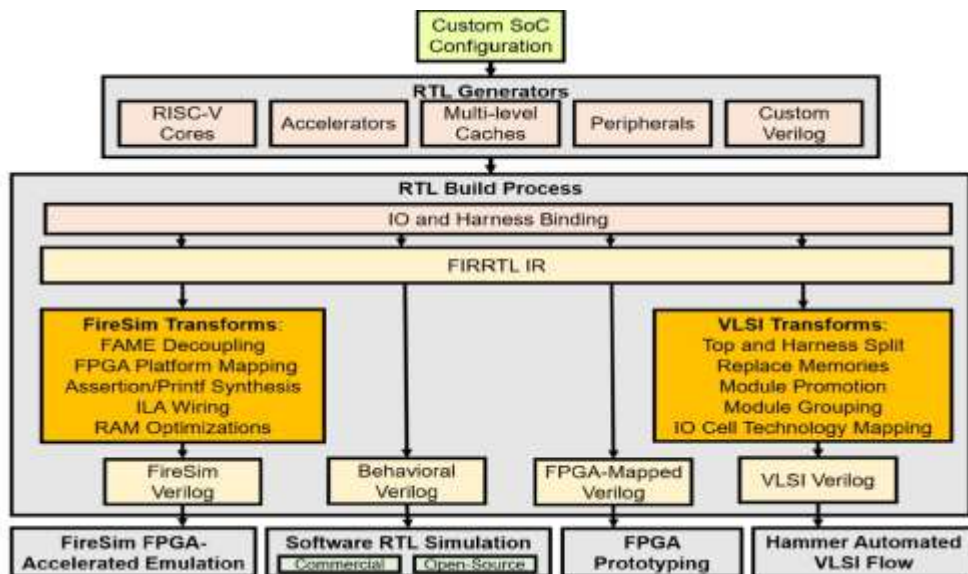 Custom SoC
Configuration
RTL Generators
RISC-V
Cores
Accelerators
Multi-level
Caches
Peripherals
Custom
Verilog
RTL Build Process
IO and Harness Binding
FIRRTL IR
FireSim Transforms:
FAME Decoupling
FPGA Platform Mapping
Assertion/Printf Synthesis
ILA Wiring
RAM Optimizations
VLSI Transforms:
Top and Harness Split
Replace Memories
Module Promotion
Module Grouping
IO Cell Technology Mapping
FireSim
Verilog
Behavioral
Verilog
FPGA-Mapped
Verilog
VLSI Verilog
FireSim FPGA-
Accelerated Emulation
Software RTL Simulation
Commercial
Open-Source
FPGA
Prototyping
Hammer Automated
VLSI Flow